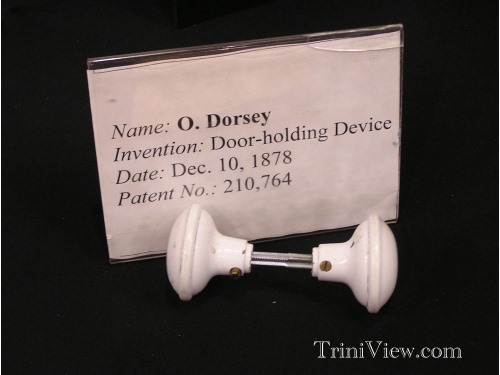 Name: O. Dorsey
Invention: Door-holding Device
Date: Dec. 10, 1878
Patent No.: 210,764
TriniView.com